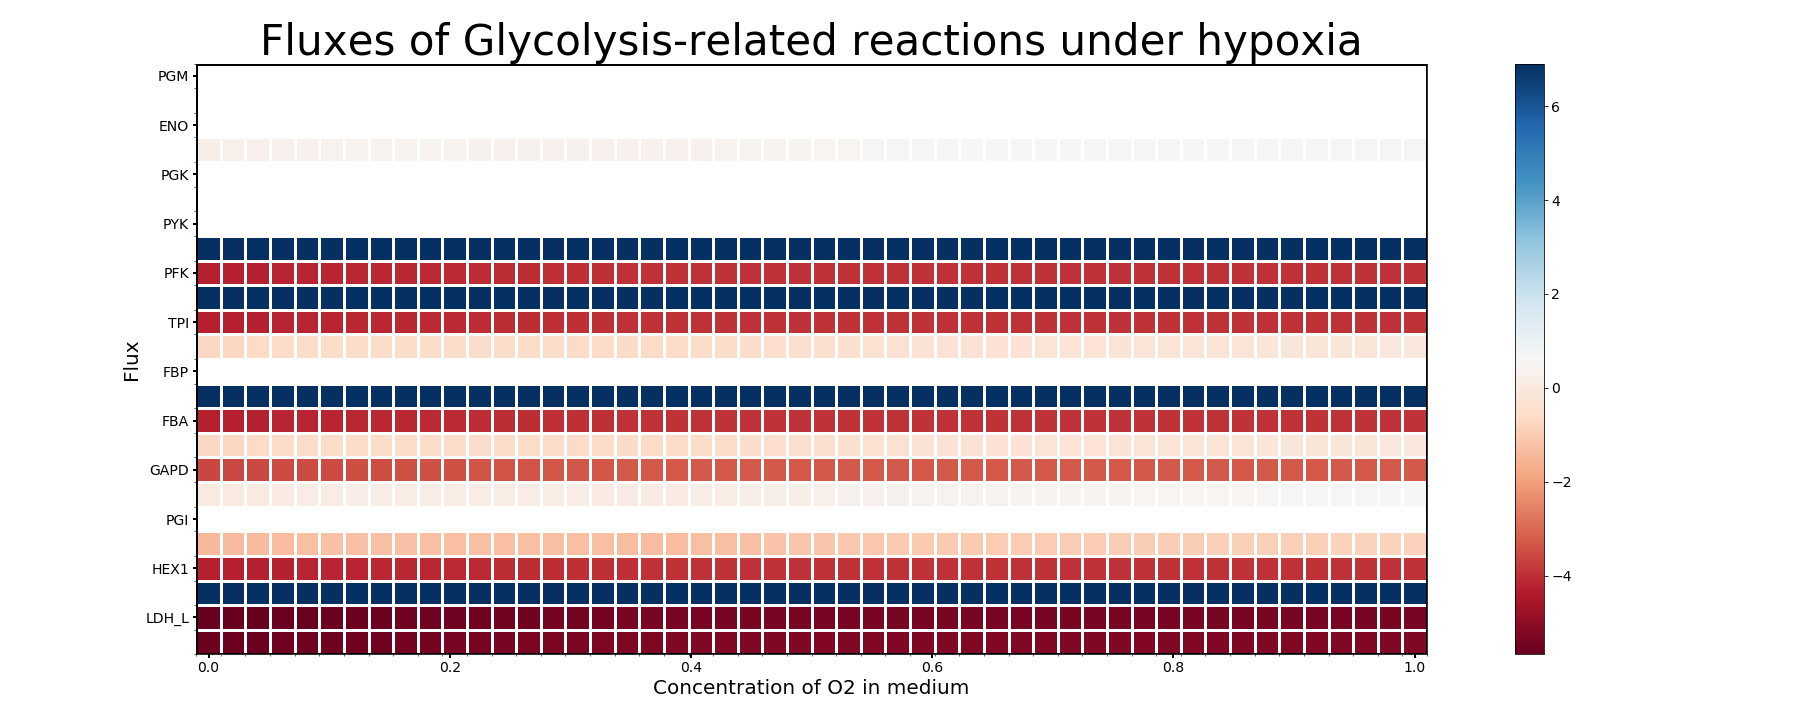 Fluxes of Glycolysis-related reactions under hypoxia
PGM
ENO
PGK
PYK
PFK
TPI
FBP
FBA
GAPD
PGI
HEX1
LDH_L
Flux
0.0 0.2 0.4 0.6 0.8 1.0
Concentration of O2 in medium
6
4
2
0
−2
−4